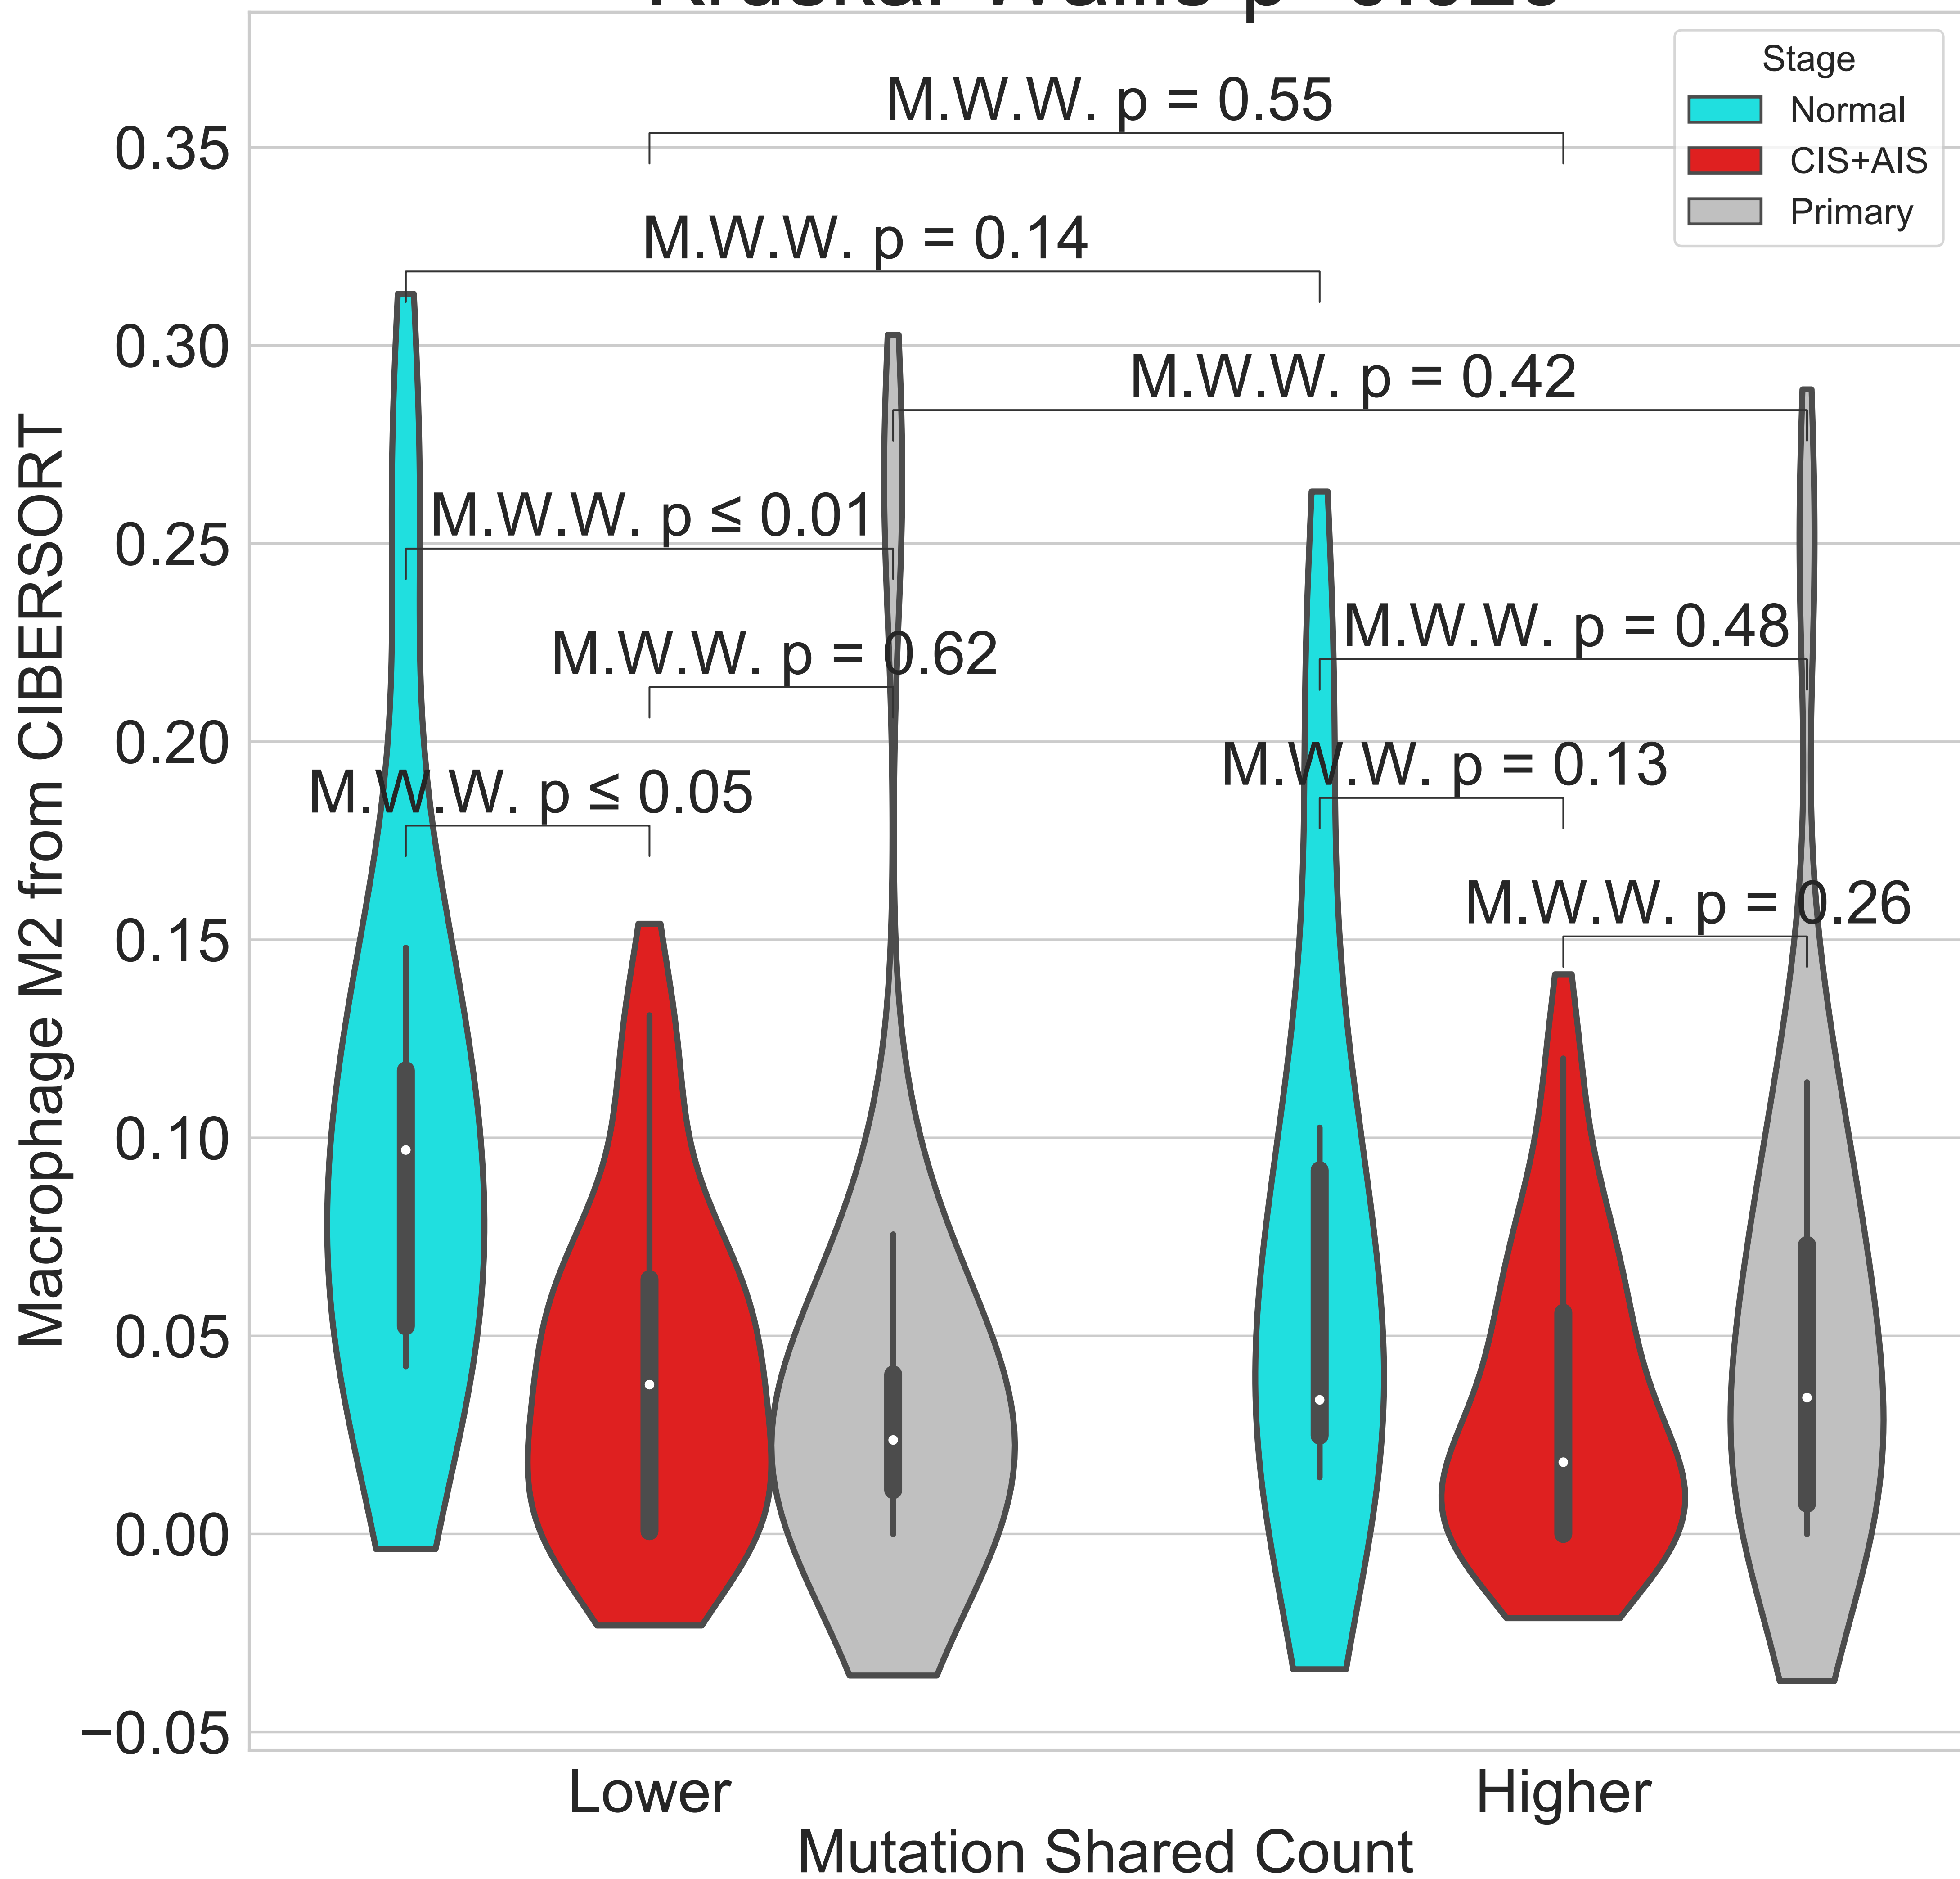 Stage
Normal
CIS+AIS
Primary
M.W.W. p = 0.55
M.W.W. p = 0.14
M.W.W. p = 0.42
M.W.W. p ≤ 0.01
M.W.W. p = 0.48
M.W.W. p = 0.62
M.W.W. p = 0.13
M.W.W. p ≤ 0.05
M.W.W. p = 0.26
0.35
0.30
0.25
0.20
0.15
0.10
0.05
0.00
−0.05
Macrophage M2 from CIBERSORT
Lower
Higher
Mutation Shared Count